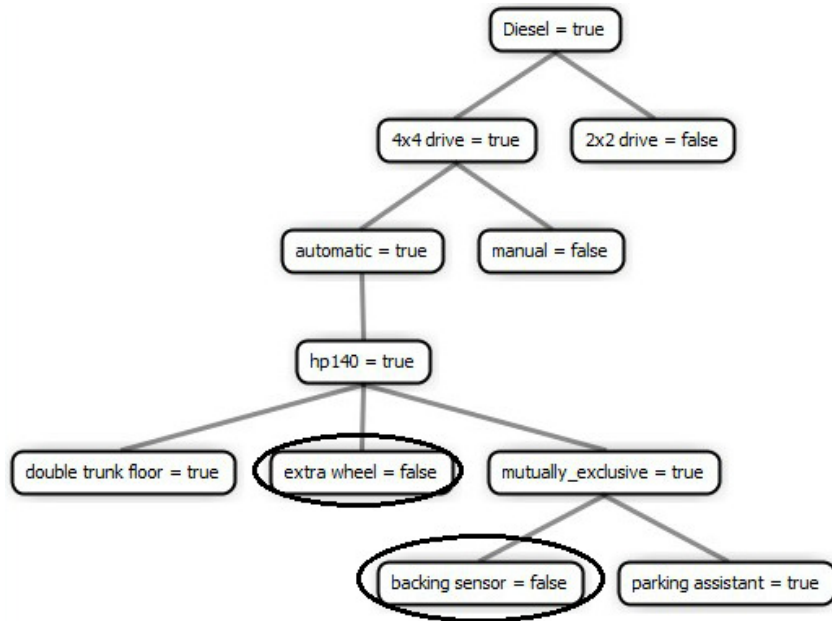 Diesel = true
4x4 drive = true
2x2 drive = false
automatic = true
manual = false
hp140 = true
double trunk floor = true
extra wheel = false
mutually_exclusive = true
backing sensor = false
parking assistant = true